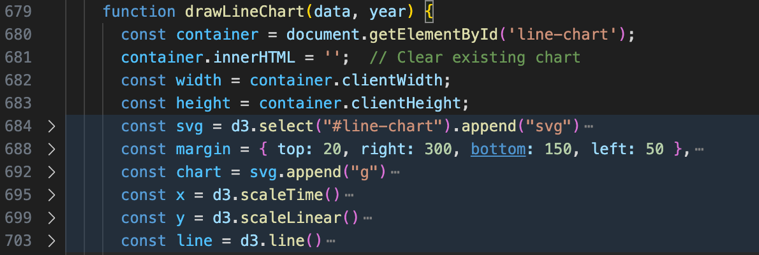 679 function drawLineChart(data, year) {
680 const container = document.getElementById('line-chart');
681 container.innerHTML = '';  // Clear existing chart
682 const width = container.clientWidth;
683 const height = container.clientHeight;
684 > const svg = d3.select("#line-chart").append("svg") ⋯
688 > const margin = { top: 20, right: 300, bottom: 150, left: 50 }, ⋯
692 > const chart = svg.append("g") ⋯
695 > const x = d3.scaleTime() ⋯
699 > const y = d3.scaleLinear() ⋯
703 > const line = d3.line() ⋯